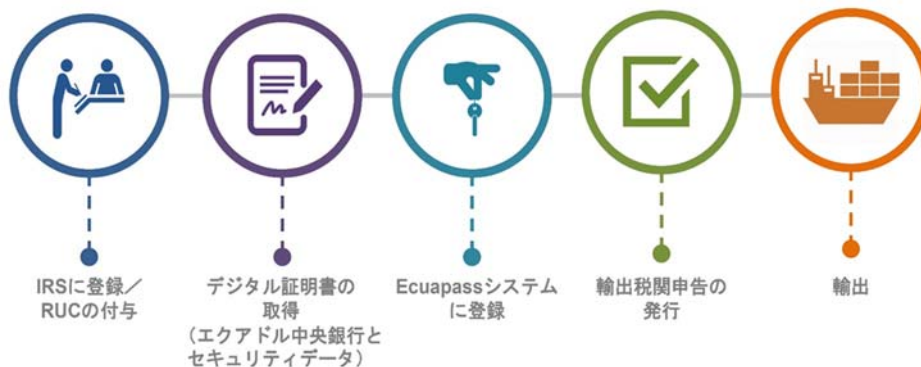 IRSに登録／
RUCの付与
デジタル証明書の
取得
（エクアドル中央銀行と
セキュリティデータ）
Ecuapassシステム
に登録
輸出税関申告の
発行
輸出